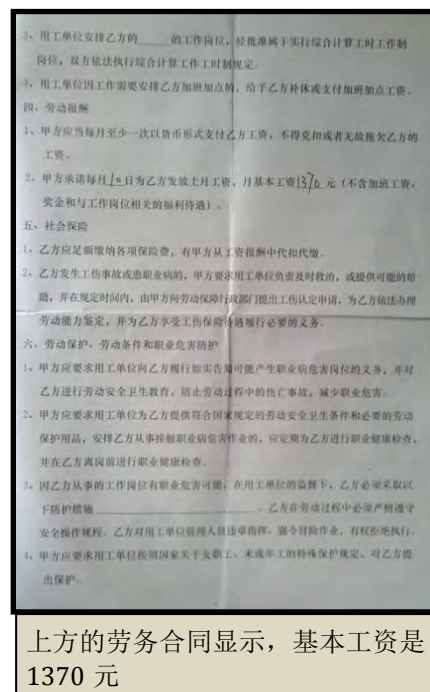 3、用工单位安排乙方的____的工作岗位，经批准属于实行综合计算工时工作制
岗位，双方依法执行综合计算工作工时制规定。
4、用工单位因工作需要安排乙方加班加点的，给予乙方补休或支付加班加点工资。
四、劳动报酬
1、甲方应当每月至少一次以货币形式支付乙方工资，不得克扣或者无故拖欠乙方的
工资。
2、甲方承诺每月10日为乙方发放上月工资，月基本工资1370元（不含加班工资、
奖金和与工作岗位相关的福利待遇）。
五、社会保险
1、乙方应足额缴纳各项保险费，有甲方从工资报酬中代扣代缴。
2、乙方发生工伤事故或患职业病的，甲方要求用工单位负责及时救治，或提供可能的帮
助，并在规定时间内，由甲方向劳动保障行政部门提出工伤认定申请，为乙方依法办理
劳动能力鉴定，并为乙方享受工伤保险待遇履行必要的义务。
六、劳动保护、劳动条件和职业危害防护
1、甲方应要求用工单位向乙方履行如实告知可能产生职业病危害岗位的义务，并对
乙方进行劳动安全卫生教育，防止劳动过程中的伤亡事故，减少职业危害。
2、甲方应要求用工单位为乙方提供符合国家规定的劳动安全卫生条件和必要的劳动
保护用品，安排乙方从事接触职业病危害作业的，应定期为乙方进行职业健康检查，
并在乙方离岗前进行职业健康检查。
3、因乙方从事的工作岗位有职业危害可能，在用工单位的监督下，乙方必须采取以
下防护措施____。乙方在劳动过程中必须严格遵守
安全操作规程。乙方对用工单位管理人员违章指挥、强令冒险作业，有权拒绝执行。
4、甲方应要求用工单位按照国家关于女职工、未成年工的特殊保护规定，对乙方提
出保护。
上方的劳务合同显示，基本工资是
1370 元